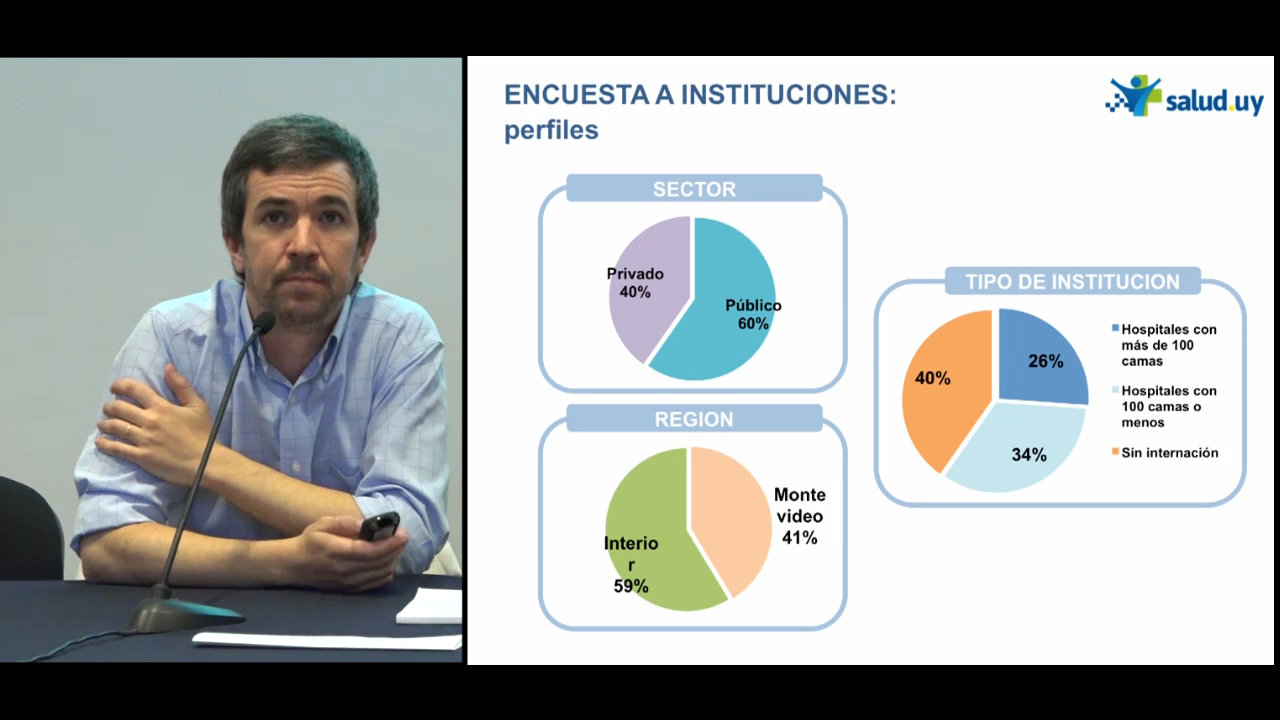 ENCUESTA A INSTITUCIONES:
perfiles
salud.uy
SECTOR
Privado
40%
Público
60%
REGION
Monte
video
41%
Interio
r
59%
TIPO DE INSTITUCION
40%
26%
34%
Hospitales con
más de 100
camas
Hospitales con
100 camas o
menos
Sin internación